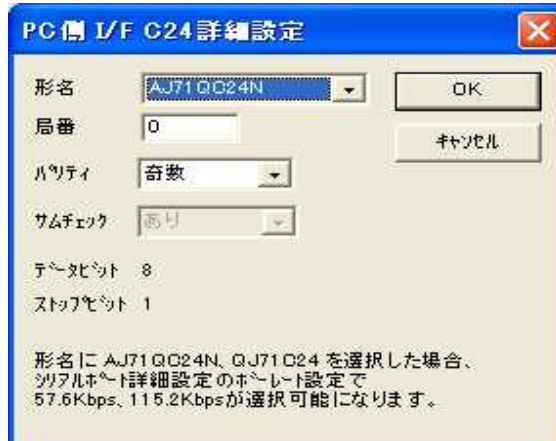 PC側 I/F C24詳細設定
形名 AJ71QC24N OK
局番 0 キャンセル
ﾊﾟﾘﾃｨ 奇数
ｻﾑﾁｪｯｸ あり
ﾃﾞｰﾀﾋﾞｯﾄ 8
ｽﾄｯﾌﾟﾋﾞｯﾄ 1
形名に AJ71QC24N、QJ71C24 を選択した場合、
ｼﾘｱﾙﾎﾟｰﾄ詳細設定のﾎﾞｰﾚｰﾄ設定で
57.6Kbps、115.2Kbpsが選択可能になります。